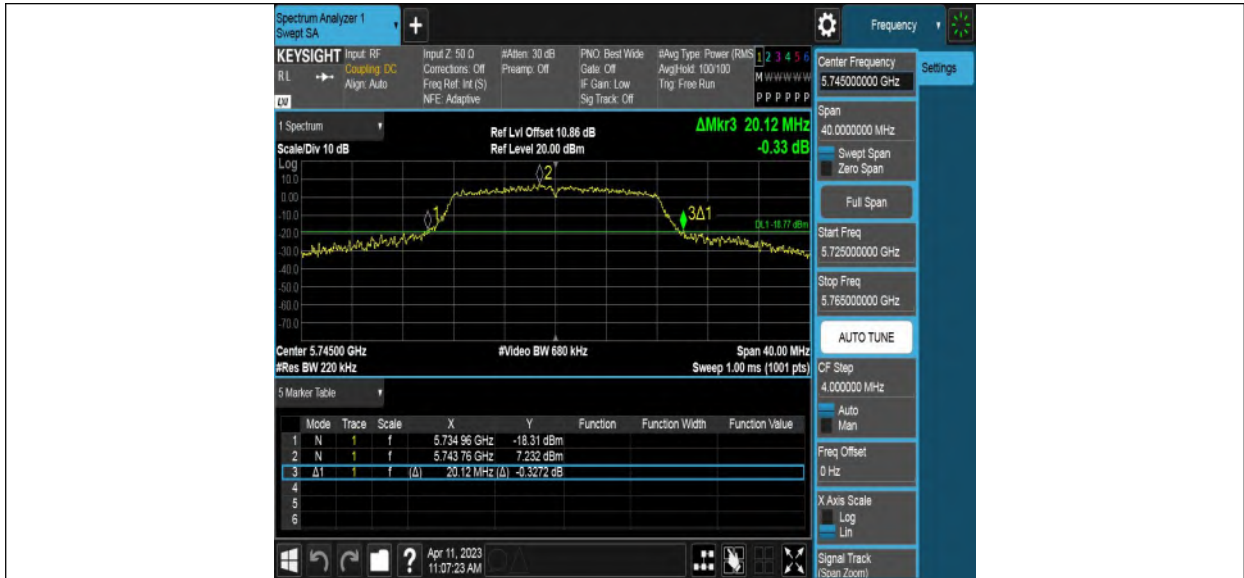 Spectrum Analyzer 1
Swept SA
+
Frequency
KEYSIGHT
R L
LXI
Input: RF
Coupling: DC
Align: Auto
Input Z: 50 Ω
Corrections: Off
Freq Ref: Int (S)
NFE: Adaptive
#Atten: 30 dB
Preamp: Off
PNO: Best Wide
Gate: Off
IF Gain: Low
Sig Track: Off
#Avg Type: Power (RMS
Avg|Hold: 100/100
Trig: Free Run
1 2 3 4 5 6
M W W W W W
P P P P P P
1 Spectrum
Scale/Div 10 dB
Ref Lvl Offset 10.86 dB
Ref Level 20.00 dBm
ΔMkr3 20.12 MHz
-0.33 dB
Log
10.0
0.00
-10.0
-20.0
-30.0
-40.0
-50.0
-60.0
-70.0
1
2
3Δ1
DL1 -18.77 dBm
Center 5.74500 GHz
#Res BW 220 kHz
#Video BW 680 kHz
Span 40.00 MHz
Sweep 1.00 ms (1001 pts)
5 Marker Table
Mode Trace Scale X Y Function Function Width Function Value
1 N 1 f 5.734 96 GHz -18.31 dBm
2 N 1 f 5.743 76 GHz 7.232 dBm
3 Δ1 1 f (Δ) 20.12 MHz (Δ) -0.3272 dB
4
5
6
Apr 11, 2023
11:07:23 AM
?
Settings
Center Frequency
5.745000000 GHz
Span
40.0000000 MHz
Swept Span
Zero Span
Full Span
Start Freq
5.725000000 GHz
Stop Freq
5.765000000 GHz
AUTO TUNE
CF Step
4.000000 MHz
Auto
Man
Freq Offset
0 Hz
X Axis Scale
Log
Lin
Signal Track
(Span Zoom)